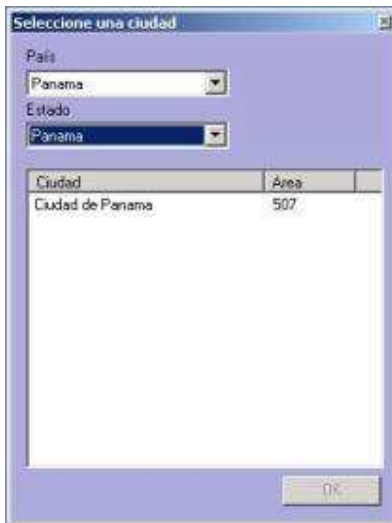 Seleccione una ciudad
País
Panama
Estado
Panama
Ciudad Area
Ciudad de Panama 507
OK